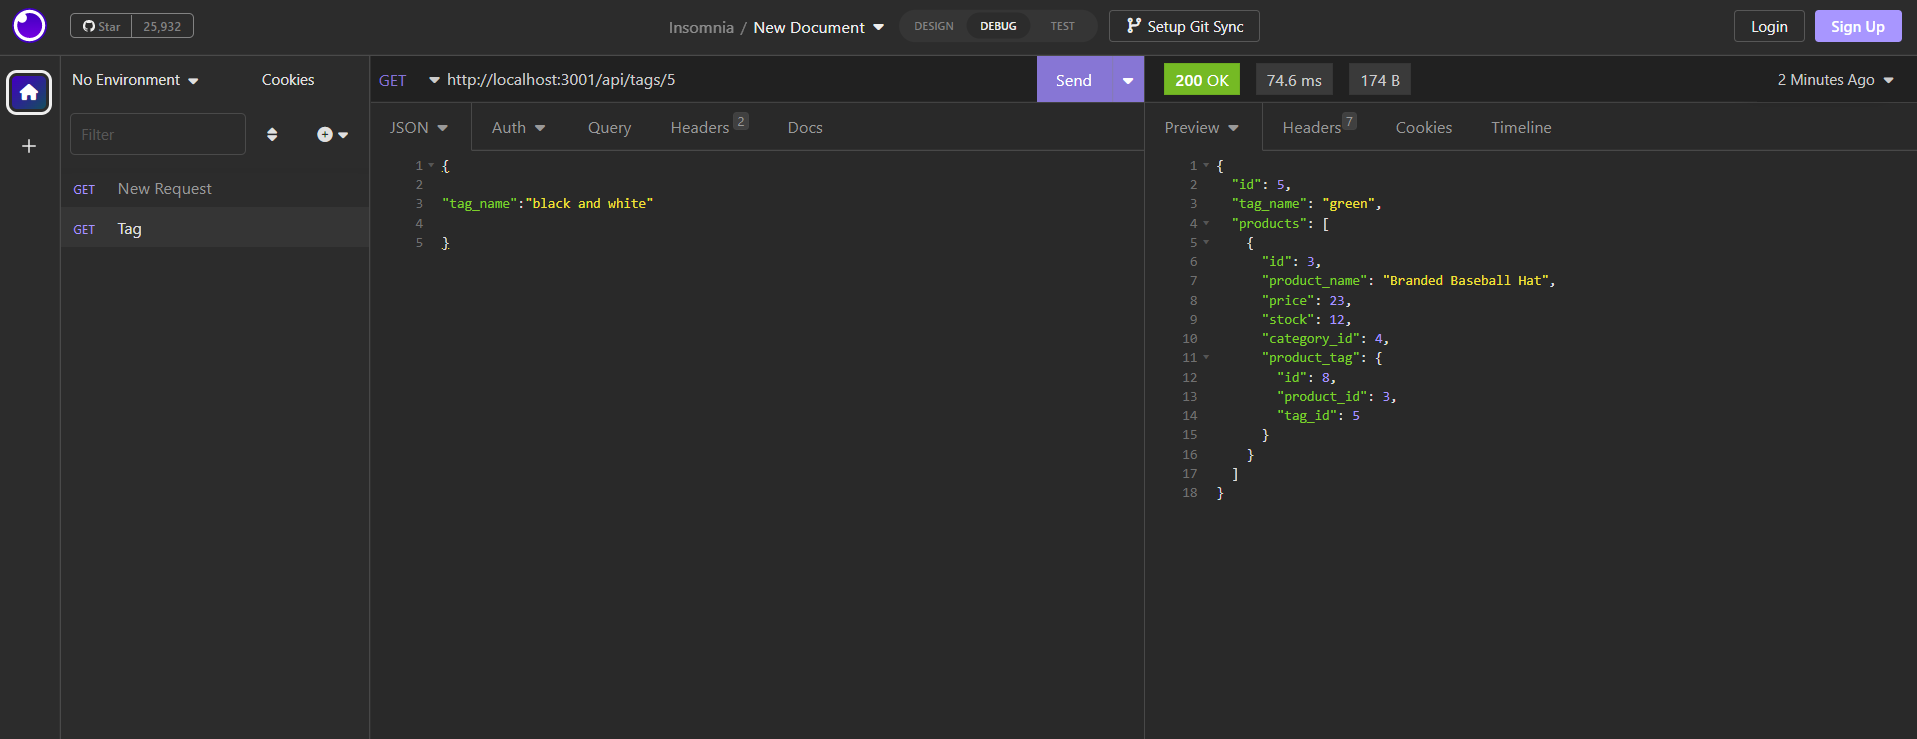 Star 25,932 Insomnia / New Document DESIGN DEBUG TEST Setup Git Sync Login Sign Up
No Environment Cookies GET http://localhost:3001/api/tags/5 Send 200 OK 74.6 ms 174 B 2 Minutes Ago
Filter
GET New Request
GET Tag
JSON Auth Query Headers 2 Docs
1 {
2
3 "tag_name":"black and white"
4
5 }
Preview Headers 7 Cookies Timeline
1 {
2 "id": 5,
3 "tag_name": "green",
4 "products": [
5 {
6 "id": 3,
7 "product_name": "Branded Baseball Hat",
8 "price": 23,
9 "stock": 12,
10 "category_id": 4,
11 "product_tag": {
12 "id": 8,
13 "product_id": 3,
14 "tag_id": 5
15 }
16 }
17 ]
18 }